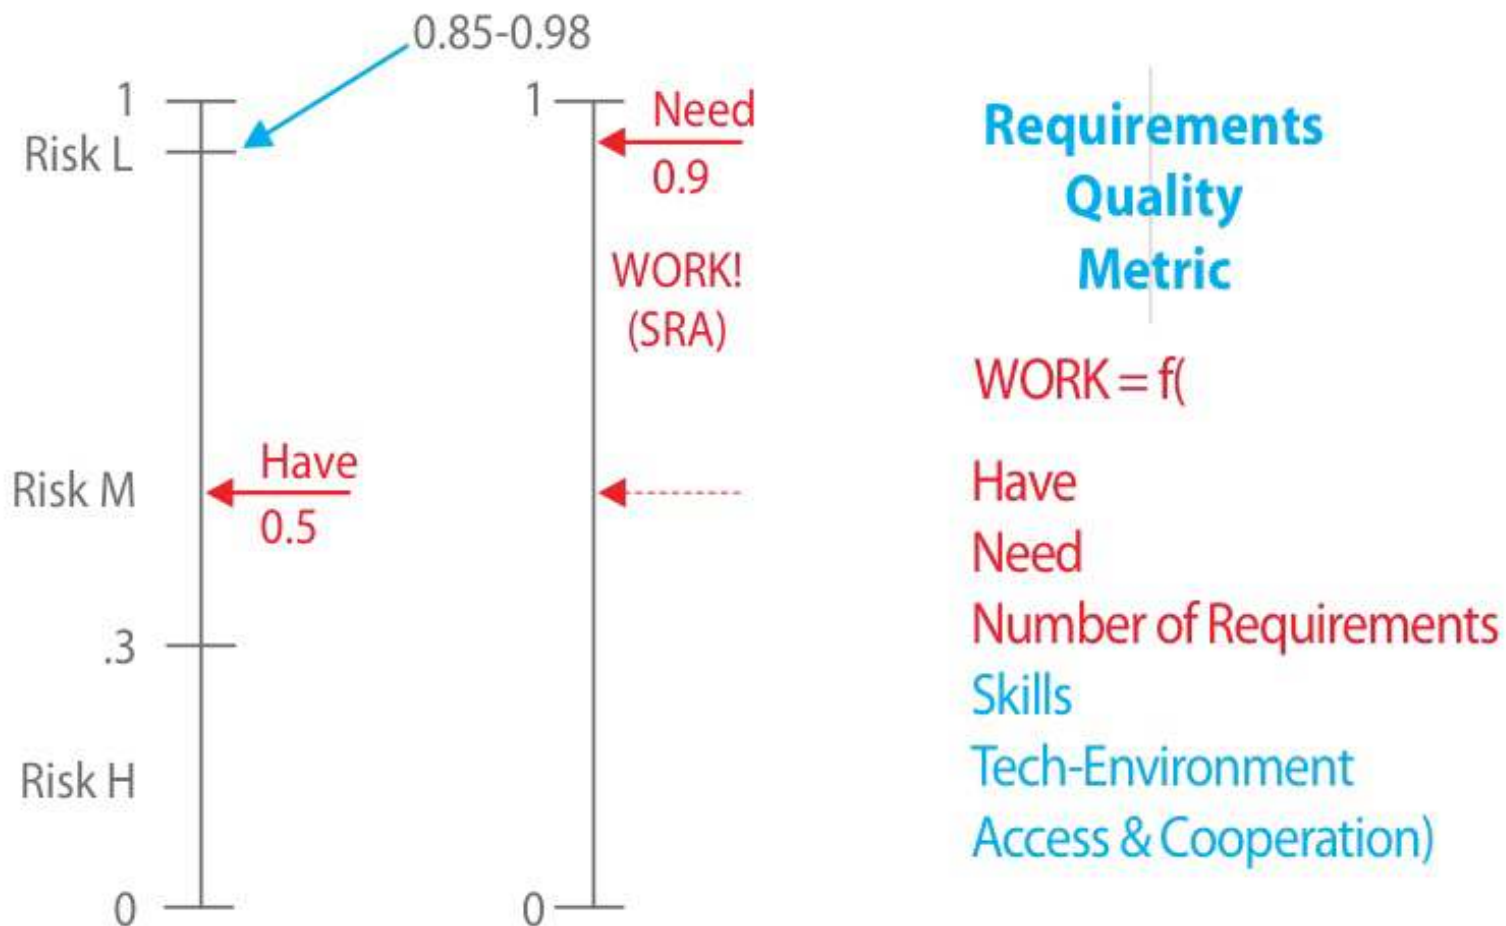 0.85-0.98
1
Risk L
Have
Risk M
0.5
.3
Risk H
0
1
Need
0.9
WORK!
(SRA)
0
Requirements
Quality
Metric
WORK = f(
Have
Need
Number of Requirements
Skills
Tech-Environment
Access & Cooperation)